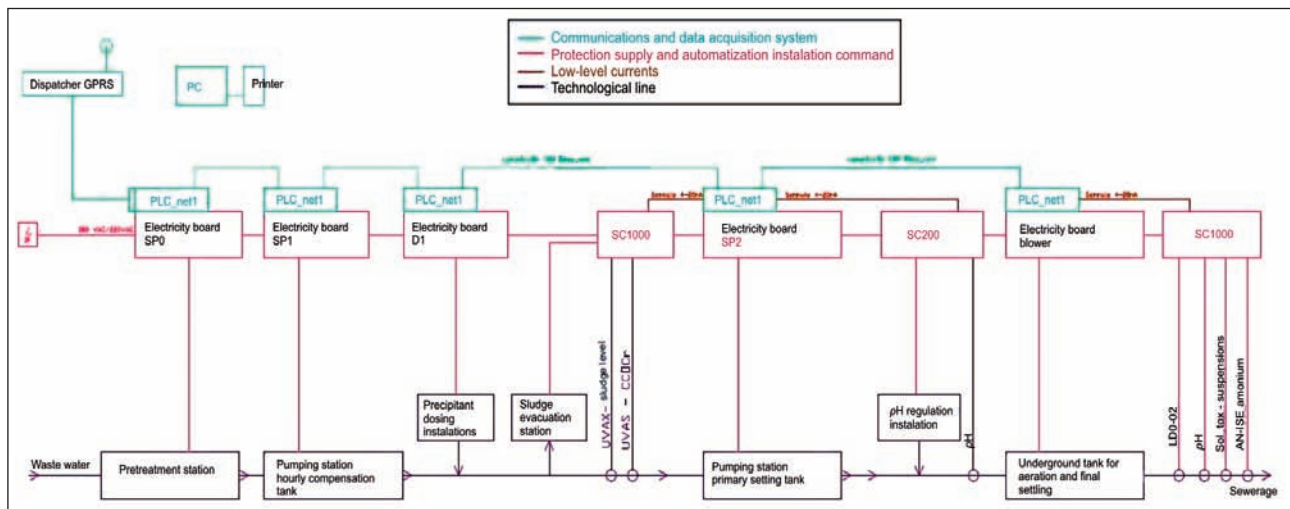 Communications and data acquisition system
Protection supply and automatization instalation command
Low-level currents
Technological line
Dispatcher GPRS
PC
Printer
PLC_net1
PLC_net1
PLC_net1
PLC_net1
PLC_net1
Electricity board
SP0
Electricity board
SP1
Electricity board
D1
SC1000
Electricity board
SP2
SC200
Electricity board
blower
SC1000
UVAX- sludge level
UVAS - CCOCr
pH
LD0-02
pH
Sol_tax - suspensions
AN-ISE amonium
Precipitant
dosing
instalations
Sludge
evacuation
station
pH regulation
instalation
Waste water
Pretreatment station
Pumping station
hourly compensation
tank
Pumping station
primary setting tank
Underground tank for
aeration and final
settling
Sewerage